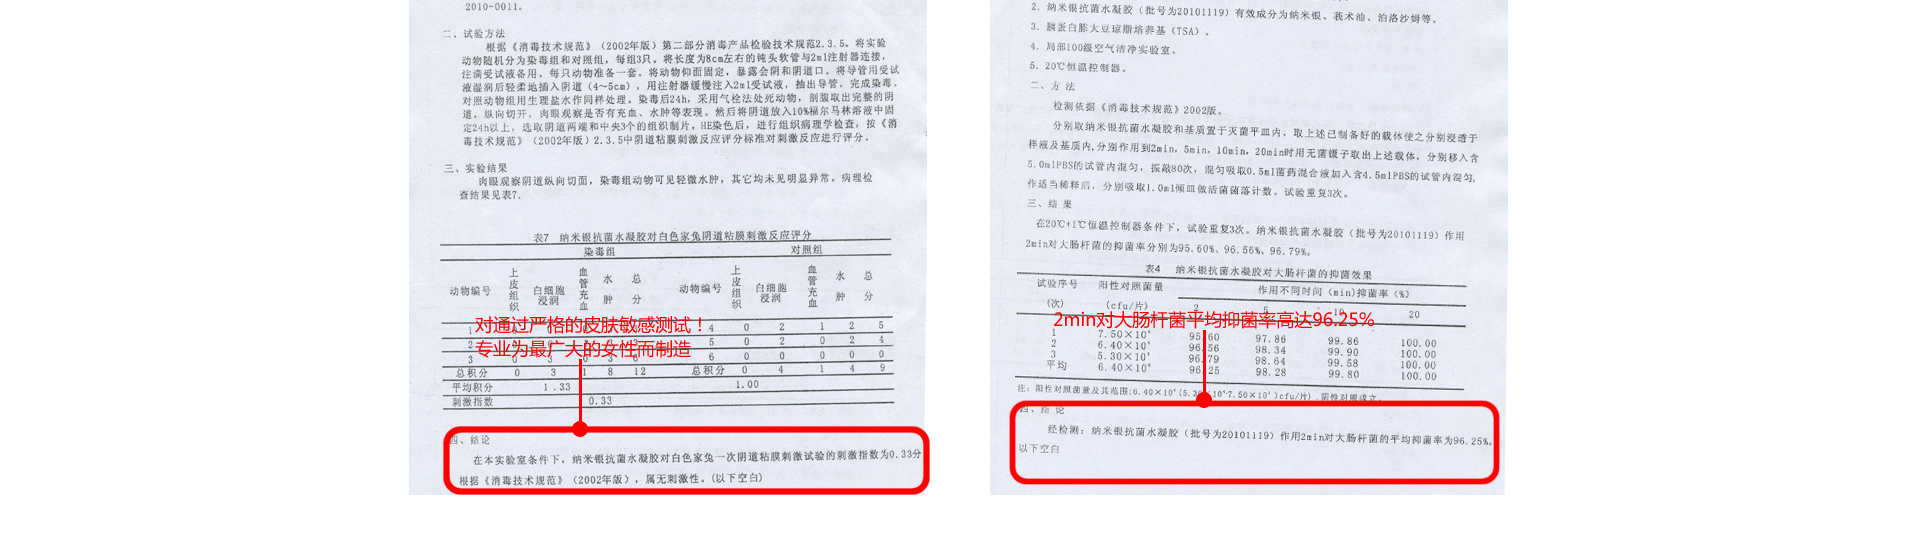 2010-0011。
二、试验方法
根据《消毒技术规范》（2002年版）第二部分消毒产品检验技术规范2.3.5。将实验
动物随机分为染毒组和对照组，每组3只。将长度为8cm左右的钝头软管与2ml注射器连接，
注满受试液备用。每只动物准备一套。将动物仰面固定，暴露会阴和阴道口。将导管用受试
液湿润后轻柔地插入阴道（4～5cm），用注射器缓慢注入2ml受试液，抽出导管，完成染毒。
对照动物组用生理盐水作同样处理。染毒后24h，采用气栓法处死动物，剖腹取出完整的阴
道，纵向切开，肉眼观察是否有充血、水肿等表现。然后将阴道放入10%福尔马林溶液中固
定24h以上，选取阴道两端和中央3个的组织制片，HE染色后，进行组织病理学检查，按《消
毒技术规范》（2002年版）2.3.5中阴道粘膜刺激反应评分标准对刺激反应进行评分。
三、实验结果
肉眼观察阴道纵向切面，染毒组动物可见轻微水肿，其它均未见明显异常。病理检
查结果见表7.
表7 纳米银抗菌水凝胶对白色家兔阴道粘膜刺激反应评分
染毒组 对照组
动物编号 上皮组织 白细胞浸润 血管充血 水肿 总分 动物编号 上皮组织 白细胞浸润 血管充血 水肿 总分
对通过严格的皮肤敏感测试！
专业为最广大的女性而制造
1 4 0 2 1 2 5
2 5 0 2 0 2 4
3 6 0 0 0 0 0
总积分 0 3 1 8 12 总积分 0 4 1 4 9
平均积分 1.33 1.00
刺激指数 0.33
四、结论
在本实验室条件下，纳米银抗菌水凝胶对白色家兔一次阴道粘膜刺激试验的刺激指数为0.33分
根据《消毒技术规范》（2002年版），属无刺激性。(以下空白)
2. 纳米银抗菌水凝胶（批号为20101119）有效成分为纳米银、莪术油、泊洛沙姆等。
3. 胰蛋白胨大豆琼脂培养基（TSA）。
4. 局部100级空气洁净实验室。
5. 20℃恒温控制器。
二、方 法
检测依据《消毒技术规范》2002版。
分别取纳米银抗菌水凝胶和基质置于灭菌平皿内，取上述已制备好的载体使之分别浸透于
样液及基质内,分别作用到2min，5min，10min，20min时用无菌镊子取出上述载体，分别移入含
5.0mlPBS的试管内混匀，振敲80次，混匀吸取0.5ml菌药混合液加入含4.5mlPBS的试管内混匀，
作适当稀释后，分别吸取1.0ml倾皿做活菌菌落计数。试验重复3次。
三、结 果
在20℃+1℃恒温控制器条件下，试验重复3次。纳米银抗菌水凝胶（批号为20101119）作用
2min对大肠杆菌的抑菌率分别为95.60%、96.56%、96.79%。
表4 纳米银抗菌水凝胶对大肠杆菌的抑菌效果
试验序号 阳性对照菌量 作用不同时间（min)抑菌率（%）
(次) (cfu/片) 2 5 10 20
2min对大肠杆菌平均抑菌率高达96.25%
1 7.50×10⁴ 95.60 97.86 99.86 100.00
2 6.40×10⁴ 96.56 98.34 99.90 100.00
3 5.30×10⁴ 96.79 98.64 99.58 100.00
平均 6.40×10⁴ 96.25 98.28 99.80 100.00
注：阳性对照菌量及其范围:6.40×10⁴(5.30×10⁴-7.50×10⁴)cfu/片）.阴性对照成立。
四、结 论
经检测：纳米银抗菌水凝胶（批号为20101119）作用2min对大肠杆菌的平均抑菌率为96.25%。
以下空白